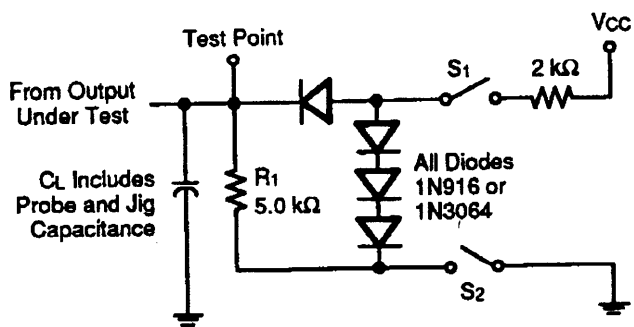 Test Point
VCC
S1
2 kΩ
From Output
Under Test
CL Includes
Probe and Jig
Capacitance
R1
5.0 kΩ
All Diodes
1N916 or
1N3064
S2